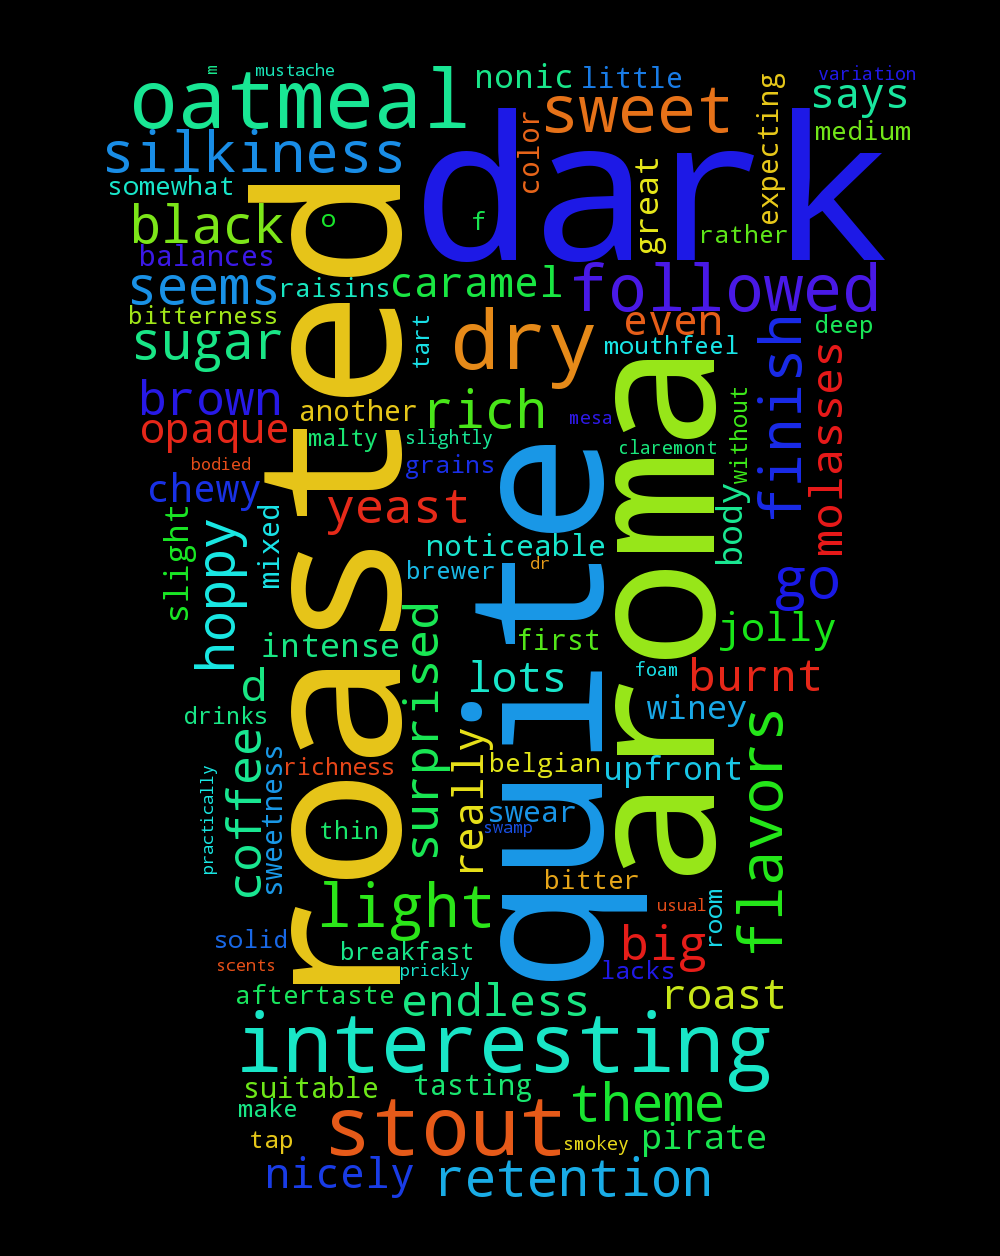 m
mustache
nonic
little
variation
oatmeal
sweet
says
expecting
medium
color
dark
silkiness
great
somewhat
black
o
f
rather
balances
roasted
seems
raisins
caramel
followed
bitterness
sugar
tart
dry
even
deep
mouthfeel
finish
molasses
brown
another
rich
mesa
without
opaque
malty
slightly
claremont
aroma
bodied
grains
chewy
quite
yeast
body
mixed
slight
hoppy
noticeable
brewer
dr
go
intense
surprised
first
jolly
d
lots
foam
burnt
drinks
winey
coffee
sweetness
richness
really
belgian
upfront
flavors
practically
thin
swear
swamp
light
bitter
usual
room
solid
breakfast
big
scents
prickly
lacks
aftertaste
endless
roast
interesting
suitable
tasting
theme
make
stout
tap
smokey
pirate
nicely
retention